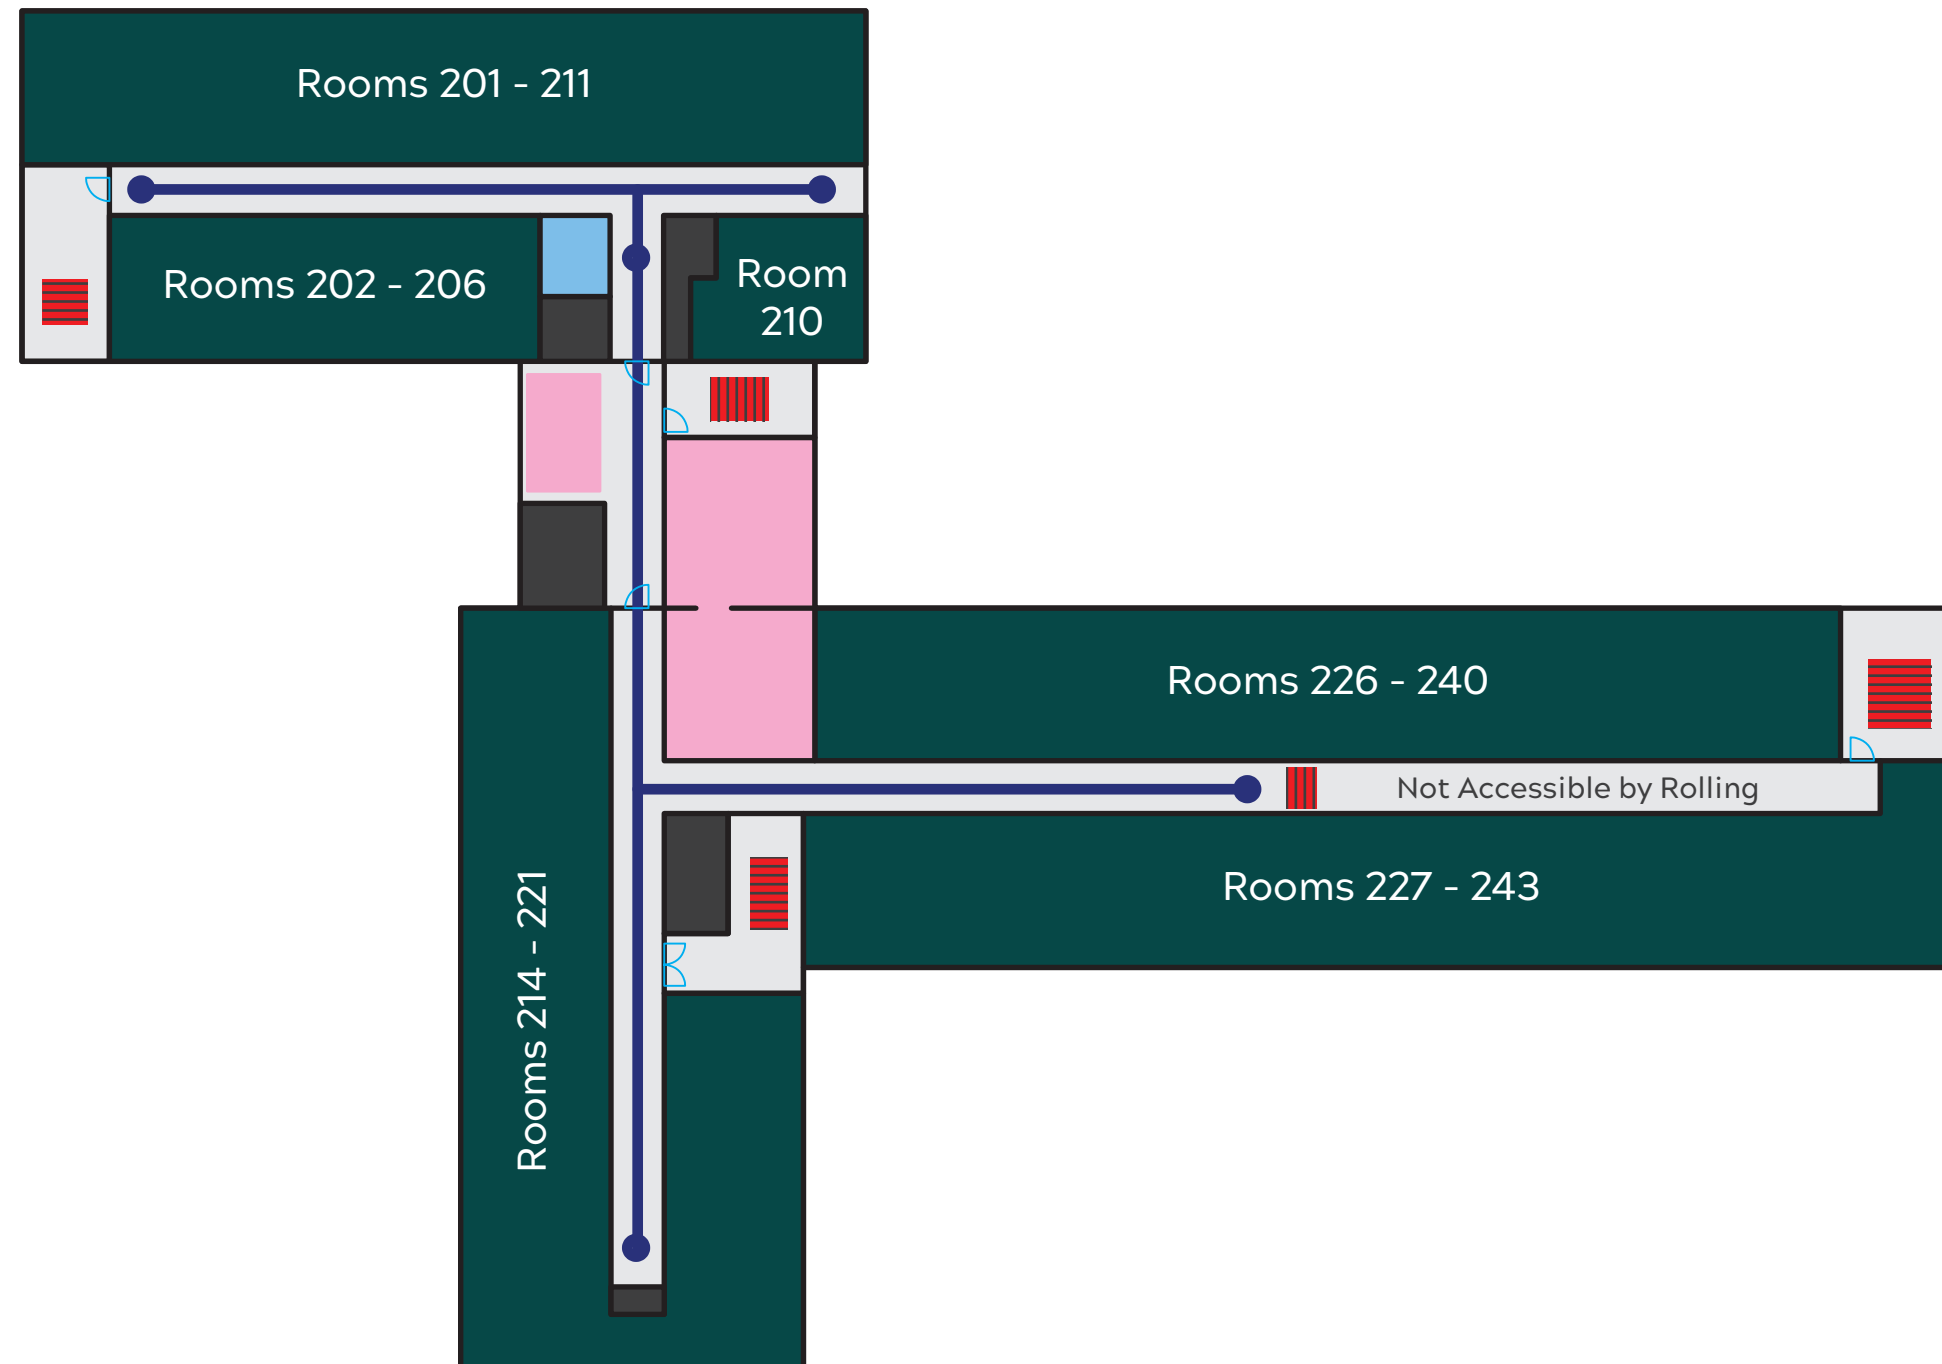 Rooms 201 - 211
Rooms 202 - 206
Room
210
Rooms 226 - 240
Not Accessible by Rolling
Rooms 227 - 243
Rooms 214 - 221